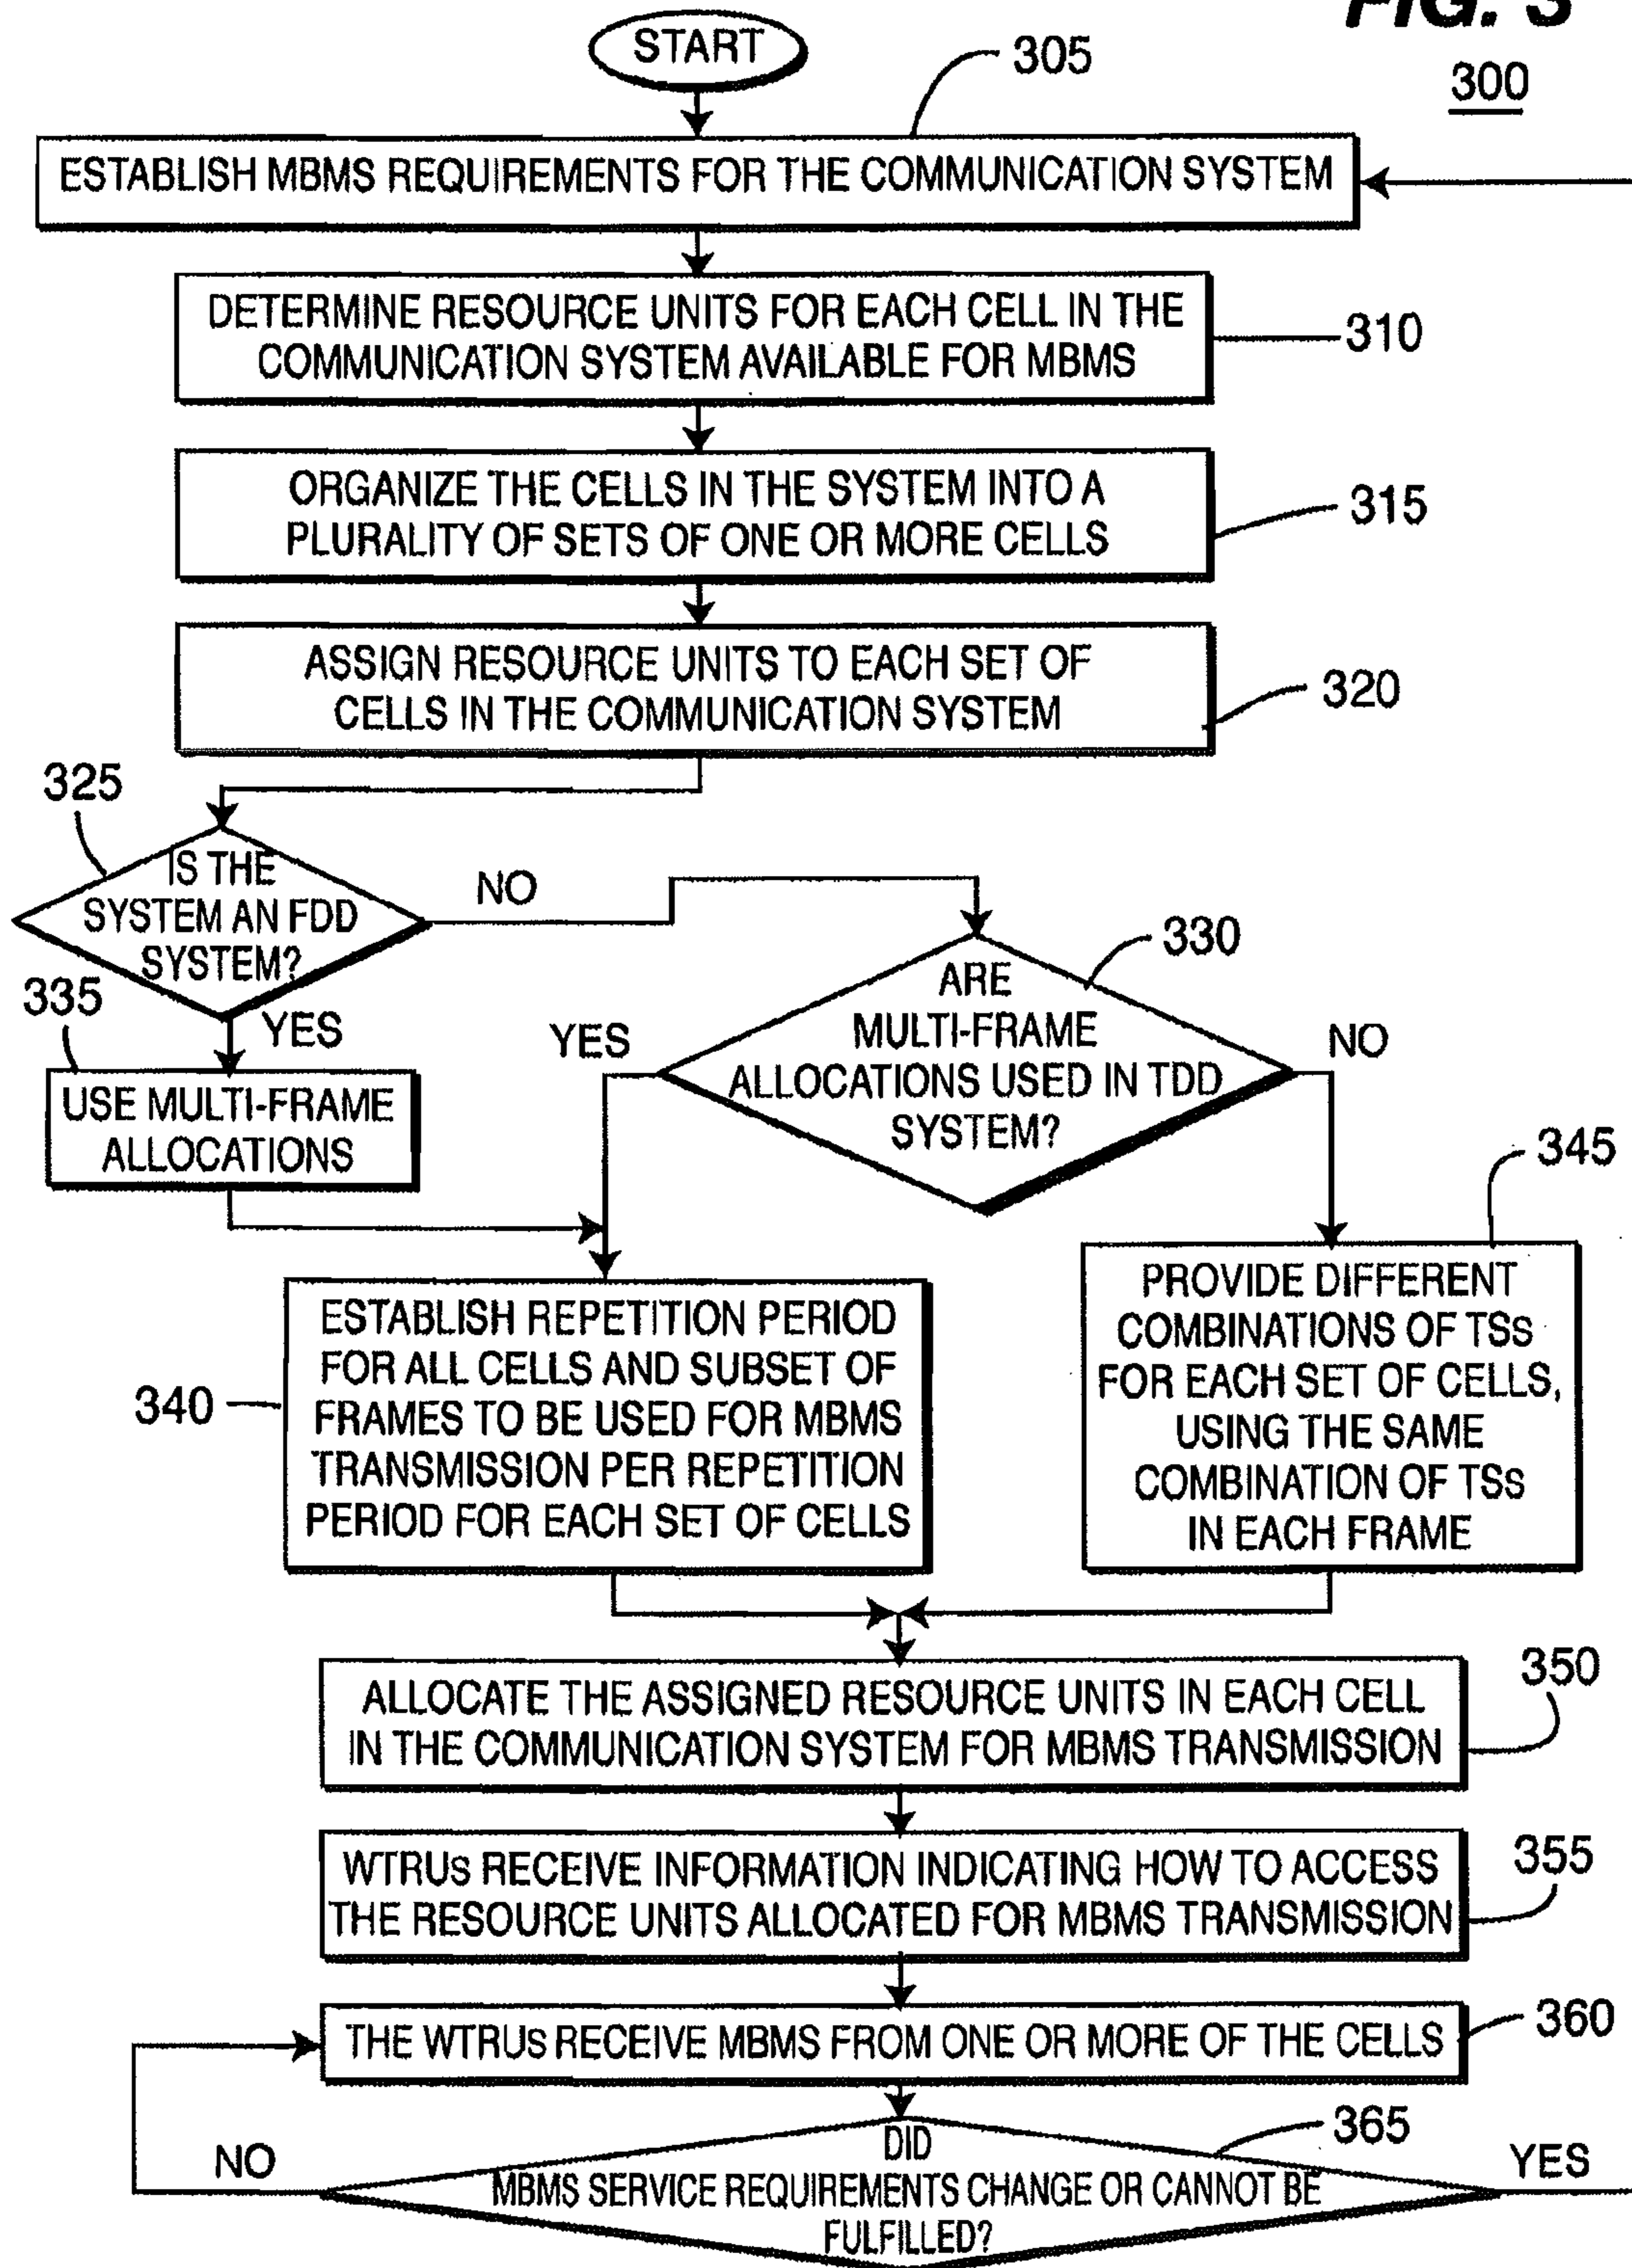 FIG. 3
300
START
305
ESTABLISH MBMS REQUIREMENTS FOR THE COMMUNICATION SYSTEM
DETERMINE RESOURCE UNITS FOR EACH CELL IN THE
COMMUNICATION SYSTEM AVAILABLE FOR MBMS
310
ORGANIZE THE CELLS IN THE SYSTEM INTO A
PLURALITY OF SETS OF ONE OR MORE CELLS
315
ASSIGN RESOURCE UNITS TO EACH SET OF
CELLS IN THE COMMUNICATION SYSTEM
320
325
IS THE
SYSTEM AN FDD
SYSTEM?
NO
YES
330
ARE
MULTI-FRAME
ALLOCATIONS USED IN TDD
SYSTEM?
YES
NO
335
USE MULTI-FRAME
ALLOCATIONS
340
ESTABLISH REPETITION PERIOD
FOR ALL CELLS AND SUBSET OF
FRAMES TO BE USED FOR MBMS
TRANSMISSION PER REPETITION
PERIOD FOR EACH SET OF CELLS
345
PROVIDE DIFFERENT
COMBINATIONS OF TSs
FOR EACH SET OF CELLS,
USING THE SAME
COMBINATION OF TSs
IN EACH FRAME
ALLOCATE THE ASSIGNED RESOURCE UNITS IN EACH CELL
IN THE COMMUNICATION SYSTEM FOR MBMS TRANSMISSION
350
WTRUs RECEIVE INFORMATION INDICATING HOW TO ACCESS
THE RESOURCE UNITS ALLOCATED FOR MBMS TRANSMISSION
355
THE WTRUs RECEIVE MBMS FROM ONE OR MORE OF THE CELLS
360
365
DID
MBMS SERVICE REQUIREMENTS CHANGE OR CANNOT BE
FULFILLED?
NO
YES